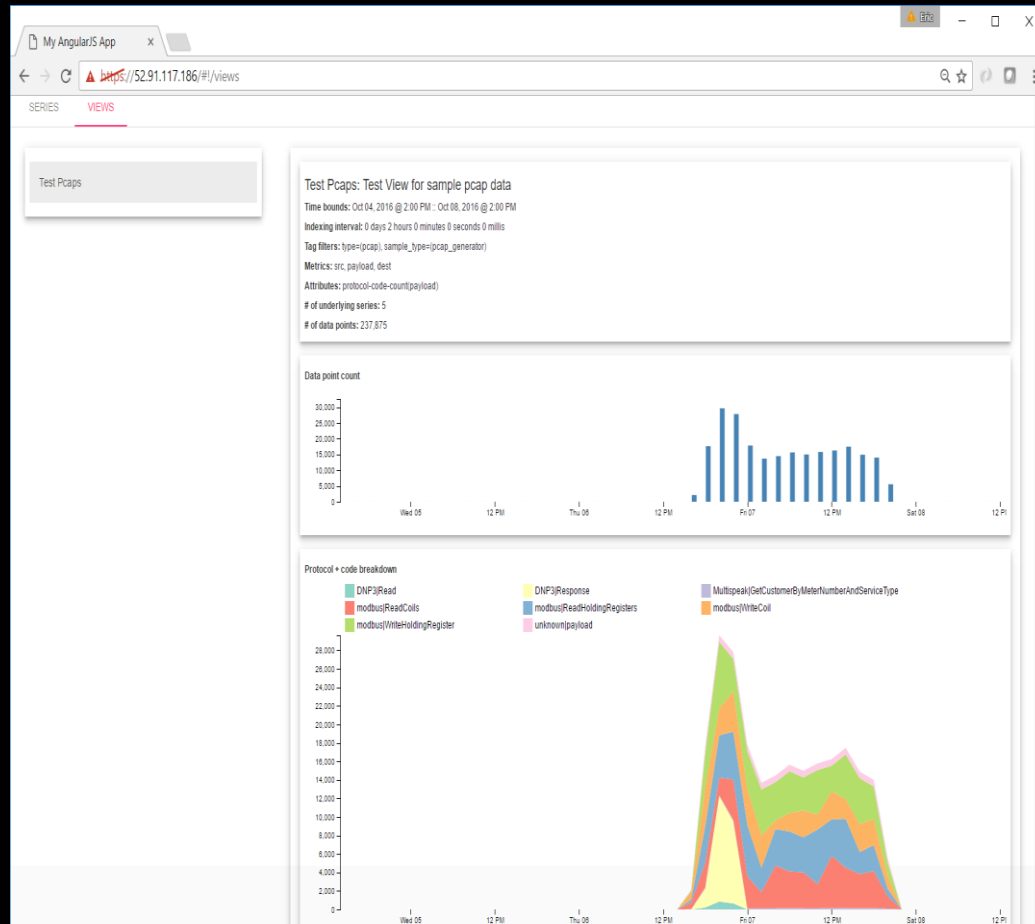 Eric
My AngularJS App
https://52.91.117.186/#!/views
SERIES VIEWS
Test Pcaps
Test Pcaps: Test View for sample pcap data
Time bounds: Oct 04, 2016 @ 2:00 PM :: Oct 08, 2016 @ 2:00 PM
Indexing interval: 0 days 2 hours 0 minutes 0 seconds 0 millis
Tag filters: type=(pcap), sample_type=(pcap_generator)
Metrics: src, payload, dest
Attributes: protocol-code-count(payload)
# of underlying series: 5
# of data points: 237,875
Data point count
30,000
25,000
20,000
15,000
10,000
5,000
0
Wed 05 12 PM Thu 06 12 PM Fri 07 12 PM Sat 08 12 P
Protocol + code breakdown
DNP3|Read DNP3|Response Multispeak|GetCustomerByMeterNumberAndServiceType
modbus|ReadCoils modbus|ReadHoldingRegisters modbus|WriteCoil
modbus|WriteHoldingRegister unknown|payload
28,000
26,000
24,000
22,000
20,000
18,000
16,000
14,000
12,000
10,000
8,000
6,000
4,000
2,000
0
Wed 05 12 PM Thu 06 12 PM Fri 07 12 PM Sat 08 12 P